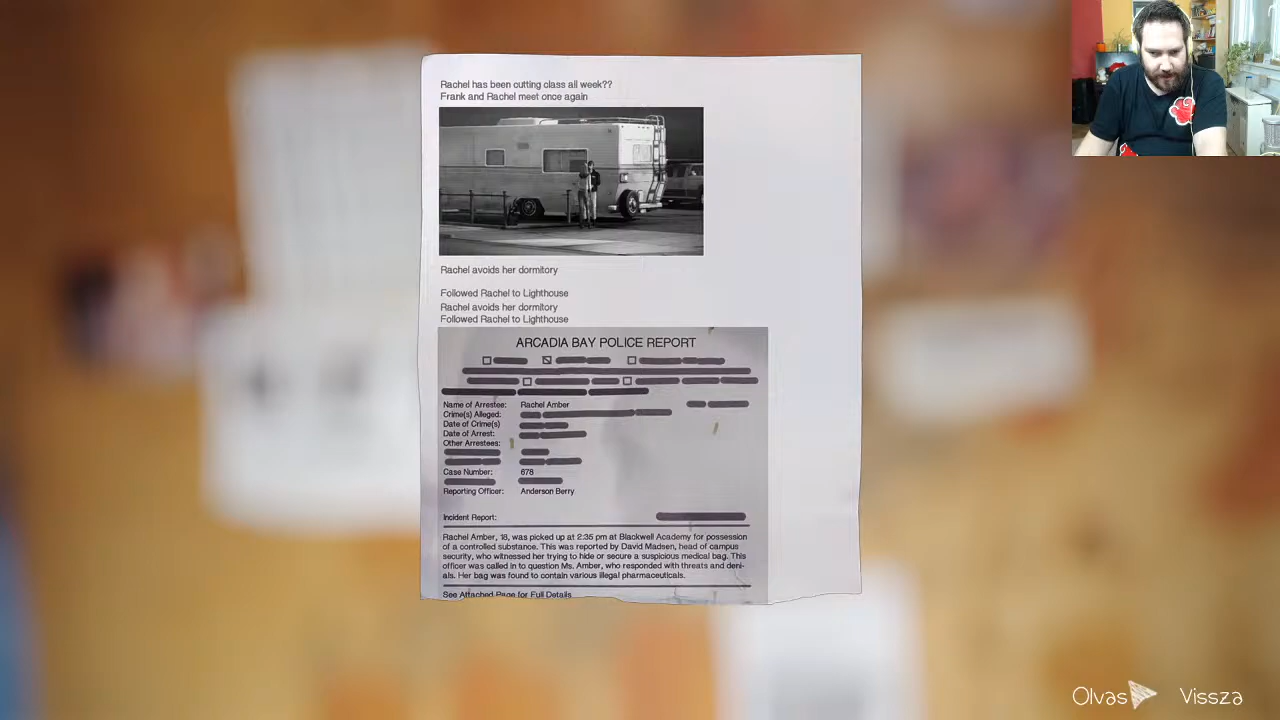 Rachel has been cutting class all week??
Frank and Rachel meet once again
Rachel avoids her dormitory
Followed Rachel to Lighthouse
Rachel avoids her dormitory
Followed Rachel to Lighthouse
ARCADIA BAY POLICE REPORT
Name of Arrestee: Rachel Amber
Crime(s) Alleged:
Date of Crime(s)
Date of Arrest:
Other Arrestees:
Case Number: 678
Reporting Officer: Anderson Berry
Incident Report:
Rachel Amber, 18, was picked up at 2:35 pm at Blackwell Academy for possession
of a controlled substance. This was reported by David Madsen, head of campus
security, who witnessed her trying to hide or secure a suspicious medical bag. This
officer was called in to question Ms. Amber, who responded with threats and deni-
als. Her bag was found to contain various illegal pharmaceuticals.
See Attached Page for Full Details
Olvas Vissza